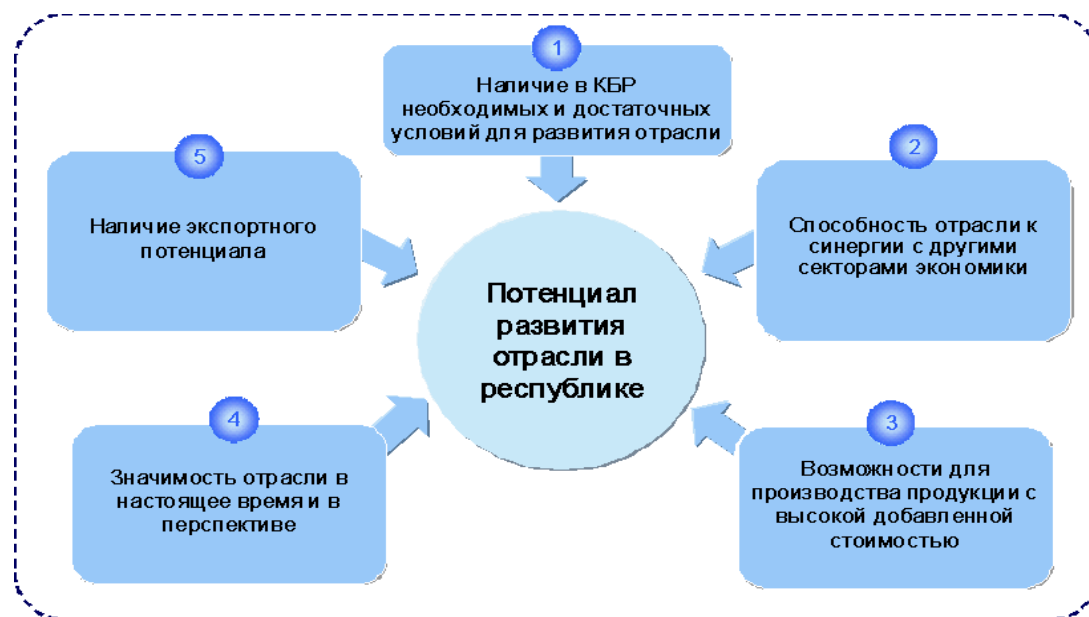 1
Наличие в КБР
необходимых и достаточных
условий для развития отрасли
2
Способность отрасли к
синергии с другими
секторами экономики
3
Возможности для
производства продукции с
высокой добавленной
стоимостью
4
Значимость отрасли в
настоящее время и в
перспективе
5
Наличие экспортного
потенциала
Потенциал
развития
отрасли в
республике